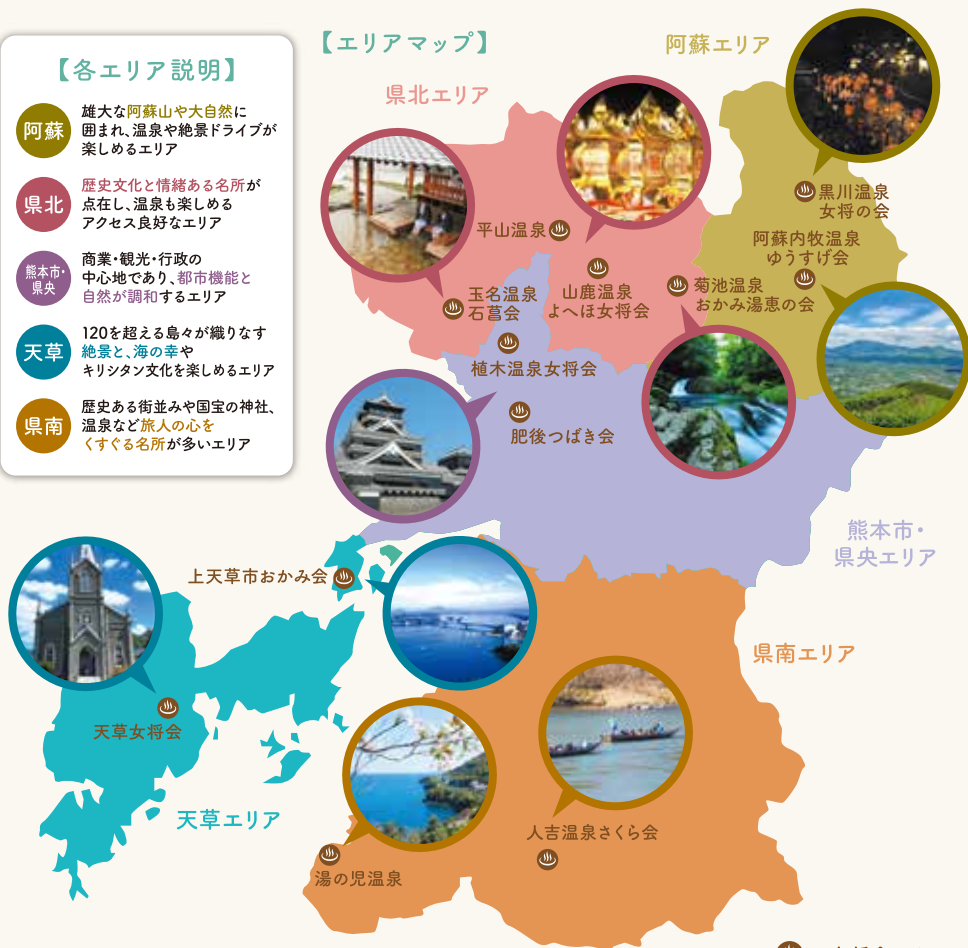 【各エリア説明】
阿蘇
雄大な阿蘇山や大自然に
囲まれ、温泉や絶景ドライブが
楽しめるエリア
県北
歴史文化と情緒ある名所が
点在し、温泉も楽しめる
アクセス良好なエリア
熊本市・
県央
商業・観光・行政の
中心地であり、都市機能と
自然が調和するエリア
天草
120を超える島々が織りなす
絶景と、海の幸や
キリシタン文化を楽しめるエリア
県南
歴史ある街並みや国宝の神社、
温泉など旅人の心を
くすぐる名所が多いエリア
【エリアマップ】
阿蘇エリア
県北エリア
黒川温泉
女将の会
平山温泉
阿蘇内牧温泉
ゆうすげ会
玉名温泉
石菖会
山鹿温泉
よへほ女将会
菊池温泉
おかみ湯恵の会
植木温泉女将会
肥後つばき会
熊本市・
県央エリア
上天草市おかみ会
県南エリア
天草女将会
天草エリア
人吉温泉さくら会
湯の児温泉